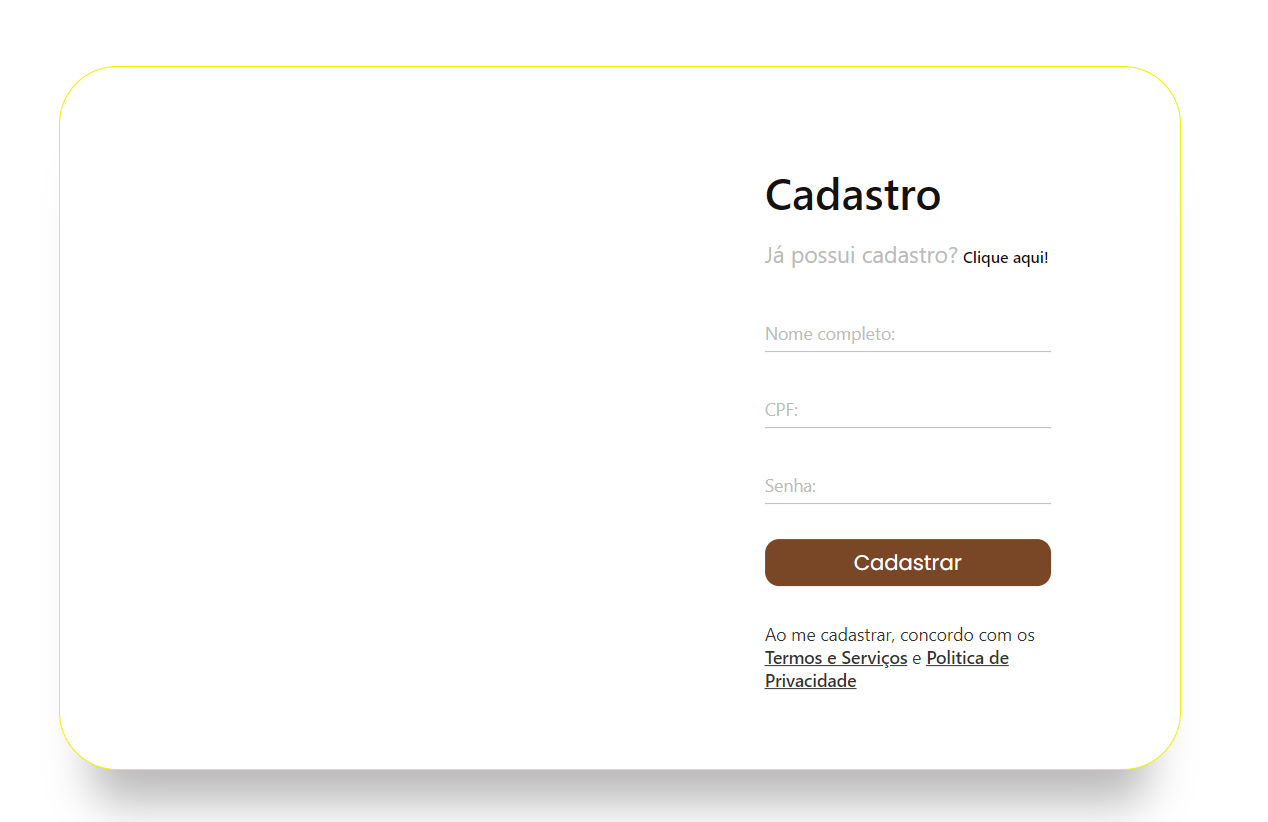 Cadastro
Já possui cadastro? Clique aqui!
Nome completo:
CPF:
Senha:
Cadastrar
Ao me cadastrar, concordo com os
Termos e Serviços e Politica de
Privacidade